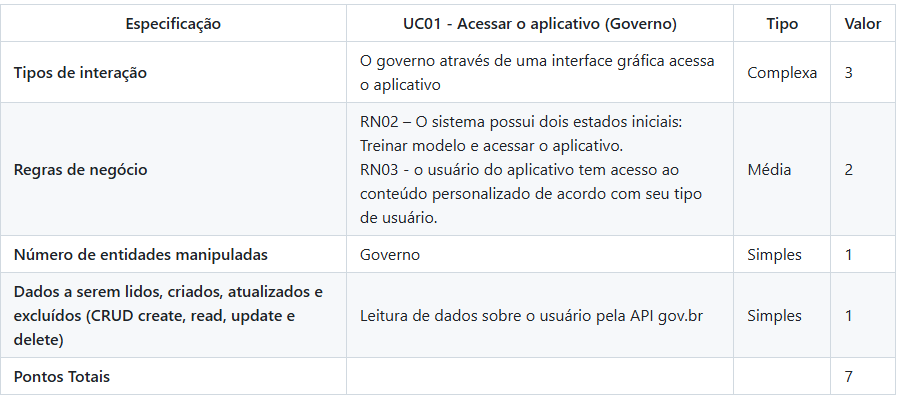 Especificação UC01 - Acessar o aplicativo (Governo) Tipo Valor
Tipos de interação
O governo através de uma interface gráfica acessa
o aplicativo
Complexa 3
Regras de negócio
RN02 – O sistema possui dois estados iniciais:
Treinar modelo e acessar o aplicativo.
RN03 - o usuário do aplicativo tem acesso ao
conteúdo personalizado de acordo com seu tipo
de usuário.
Média 2
Número de entidades manipuladas Governo Simples 1
Dados a serem lidos, criados, atualizados e
excluídos (CRUD create, read, update e
delete)
Leitura de dados sobre o usuário pela API gov.br Simples 1
Pontos Totais 7